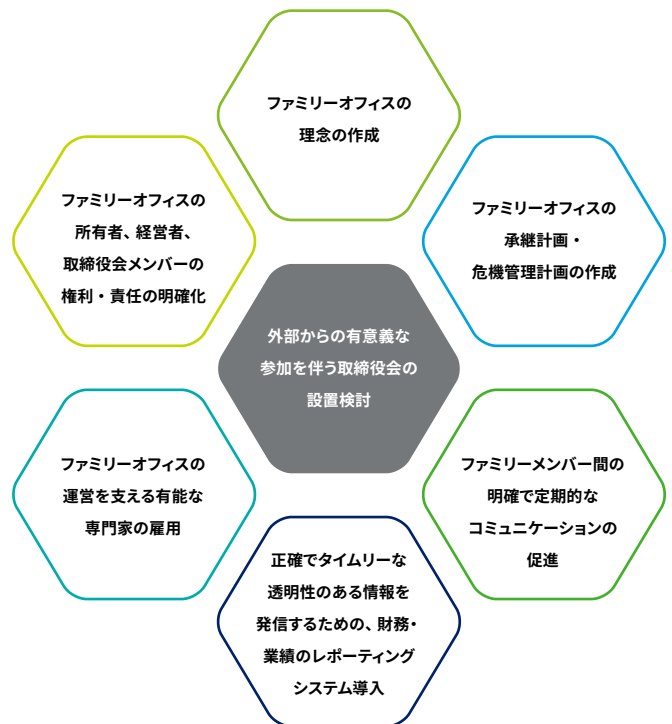 ファミリーオフィスの
理念の作成
ファミリーオフィスの
所有者、経営者、
取締役会メンバーの
権利・責任の明確化
ファミリーオフィスの
承継計画・
危機管理計画の作成
外部からの有意義な
参加を伴う取締役会の
設置検討
ファミリーオフィスの
運営を支える有能な
専門家の雇用
ファミリーメンバー間の
明確で定期的な
コミュニケーションの
促進
正確でタイムリーな
透明性のある情報を
発信するための、財務・
業績のレポーティング
システム導入